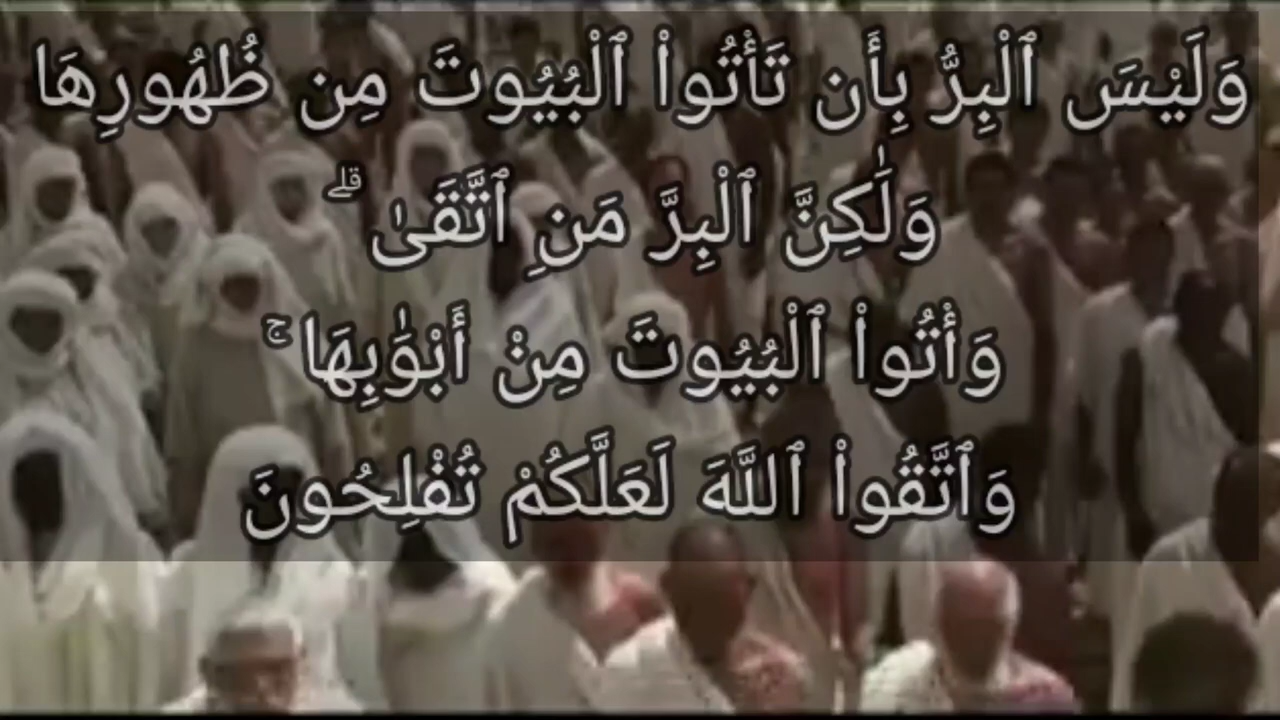 وَلَيْسَ ٱلْبِرُّ بِأَن تَأْتُوا۟ ٱلْبُيُوتَ مِن ظُهُورِهَا
وَلَٰكِنَّ ٱلْبِرَّ مَنِ ٱتَّقَىٰ ۗ
وَأْتُوا۟ ٱلْبُيُوتَ مِنْ أَبْوَٰبِهَا ۚ
وَٱتَّقُوا۟ ٱللَّهَ لَعَلَّكُمْ تُفْلِحُونَ